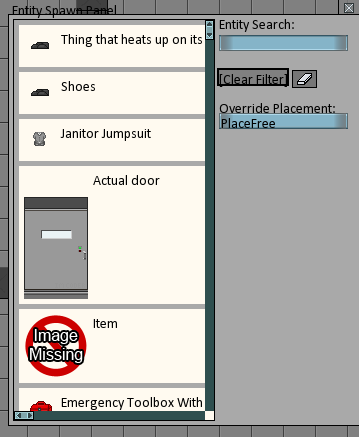 Entity Spawn Panel
Thing that heats up on its
Shoes
Janitor Jumpsuit
Actual door
Item
Image
Missing
Emergency Toolbox With
Entity Search:
[Clear Filter]
Override Placement:
PlaceFree